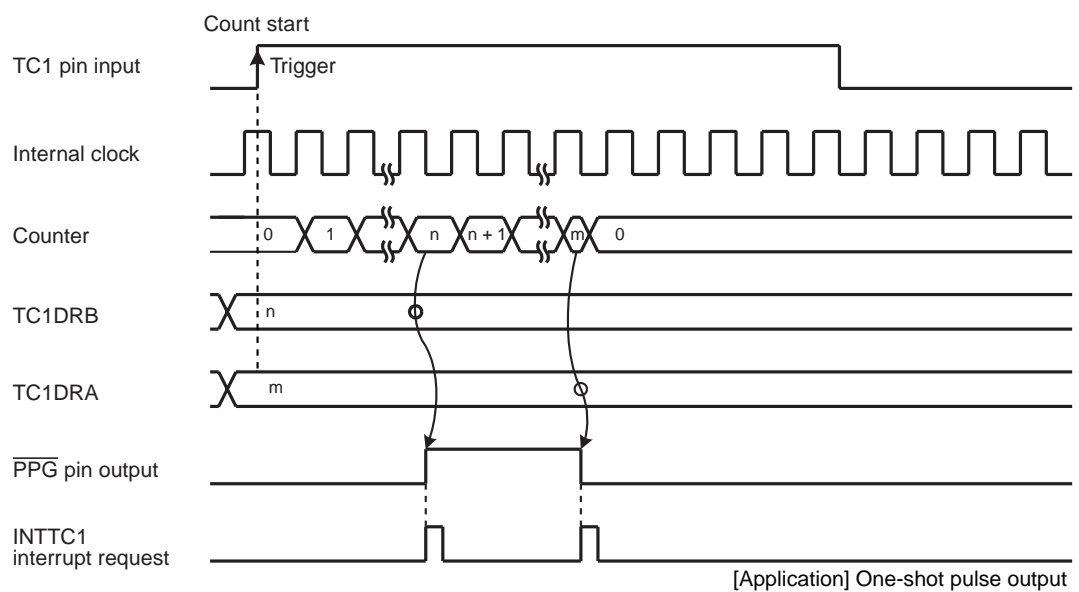 Count start
TC1 pin input
Trigger
Internal clock
Counter
0 1 n n + 1 m 0
TC1DRB
n
TC1DRA
m
PPG pin output
INTTC1
interrupt request
[Application] One-shot pulse output